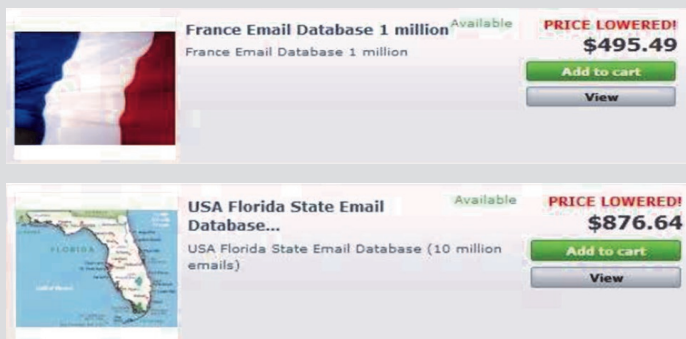 France Email Database 1 million
Available
PRICE LOWERED!
$495.49
France Email Database 1 million
Add to cart
View
USA Florida State Email
Database...
Available
PRICE LOWERED!
$876.64
USA Florida State Email Database (10 million
emails)
Add to cart
View
FLORIDA